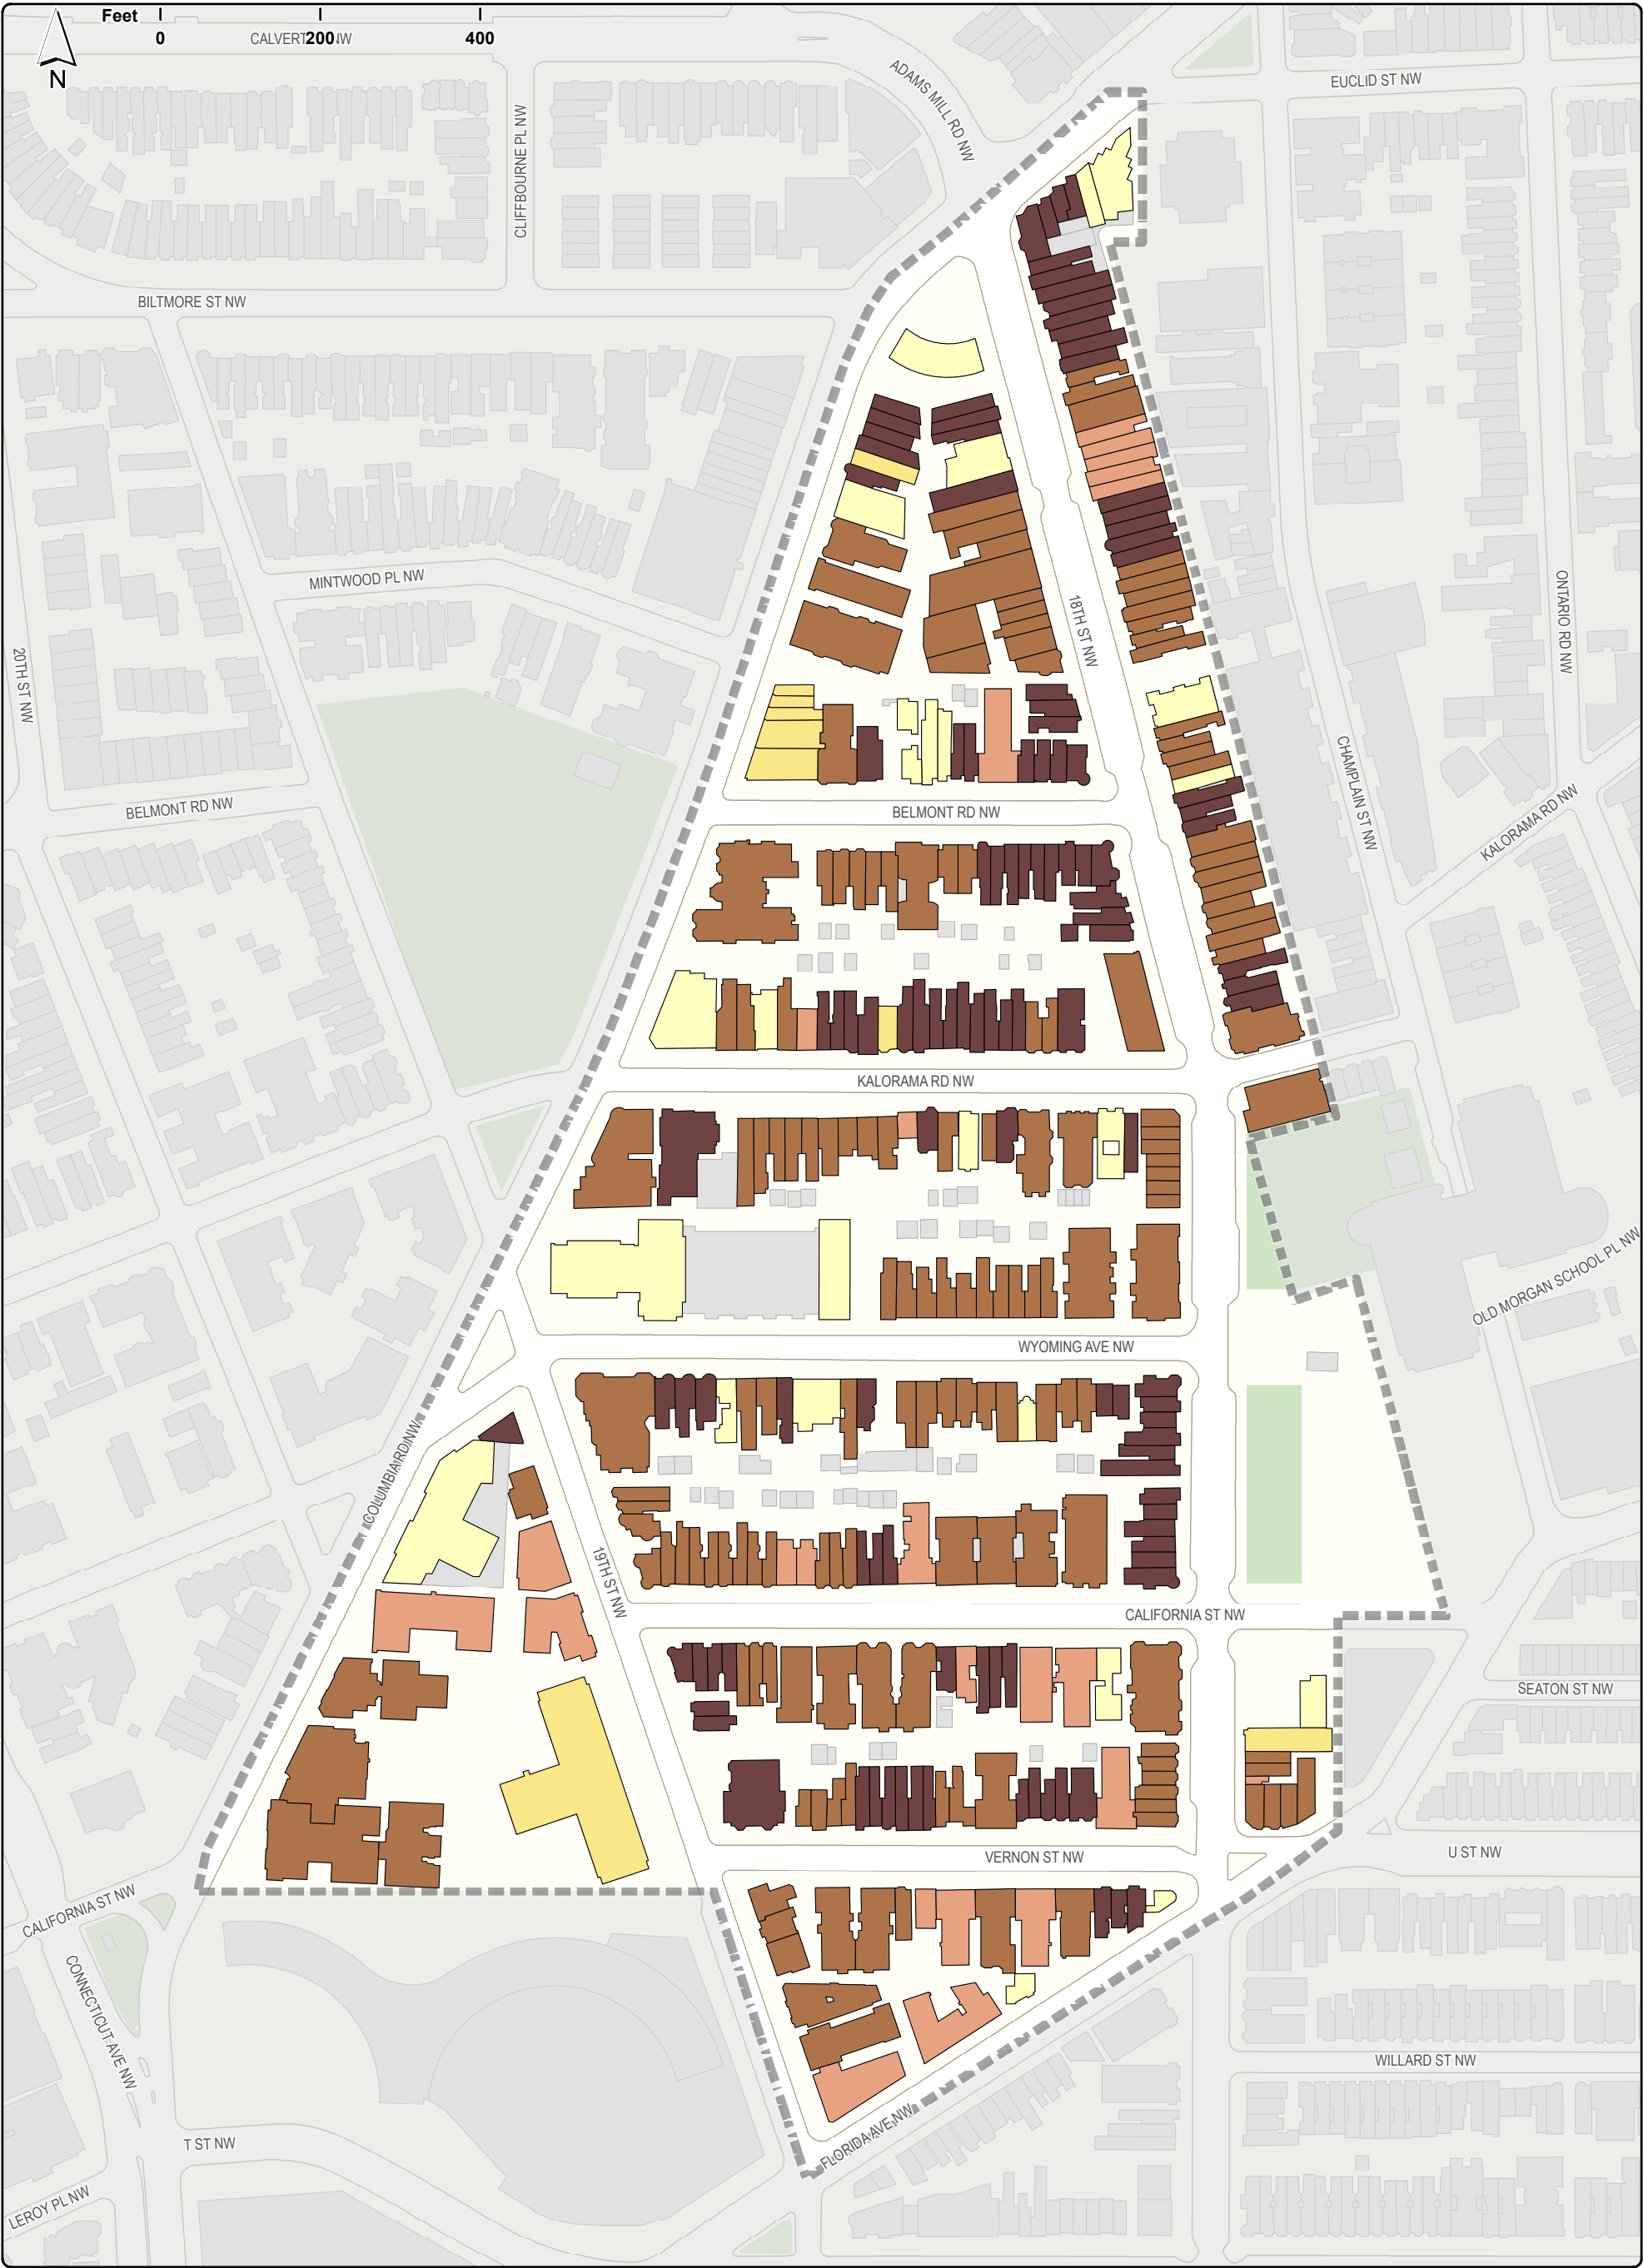 Feet
0 200 400
CALVERT NW
N
ADAMS MILL RD NW
EUCLID ST NW
CLIFFBOURNE PL NW
BILTMORE ST NW
MINTWOOD PL NW
18TH ST NW
ONTARIO RD NW
20TH ST NW
CHAMPLAIN ST NW
BELMONT RD NW
BELMONT RD NW
KALORAMA RD NW
KALORAMA RD NW
OLD MORGAN SCHOOL PL NW
WYOMING AVE NW
COLUMBIA RD NW
19TH ST NW
CALIFORNIA ST NW
SEATON ST NW
VERNON ST NW
U ST NW
CALIFORNIA ST NW
CONNECTICUT AVE NW
WILLARD ST NW
FLORIDA AVE NW
T ST NW
LEROY PL NW